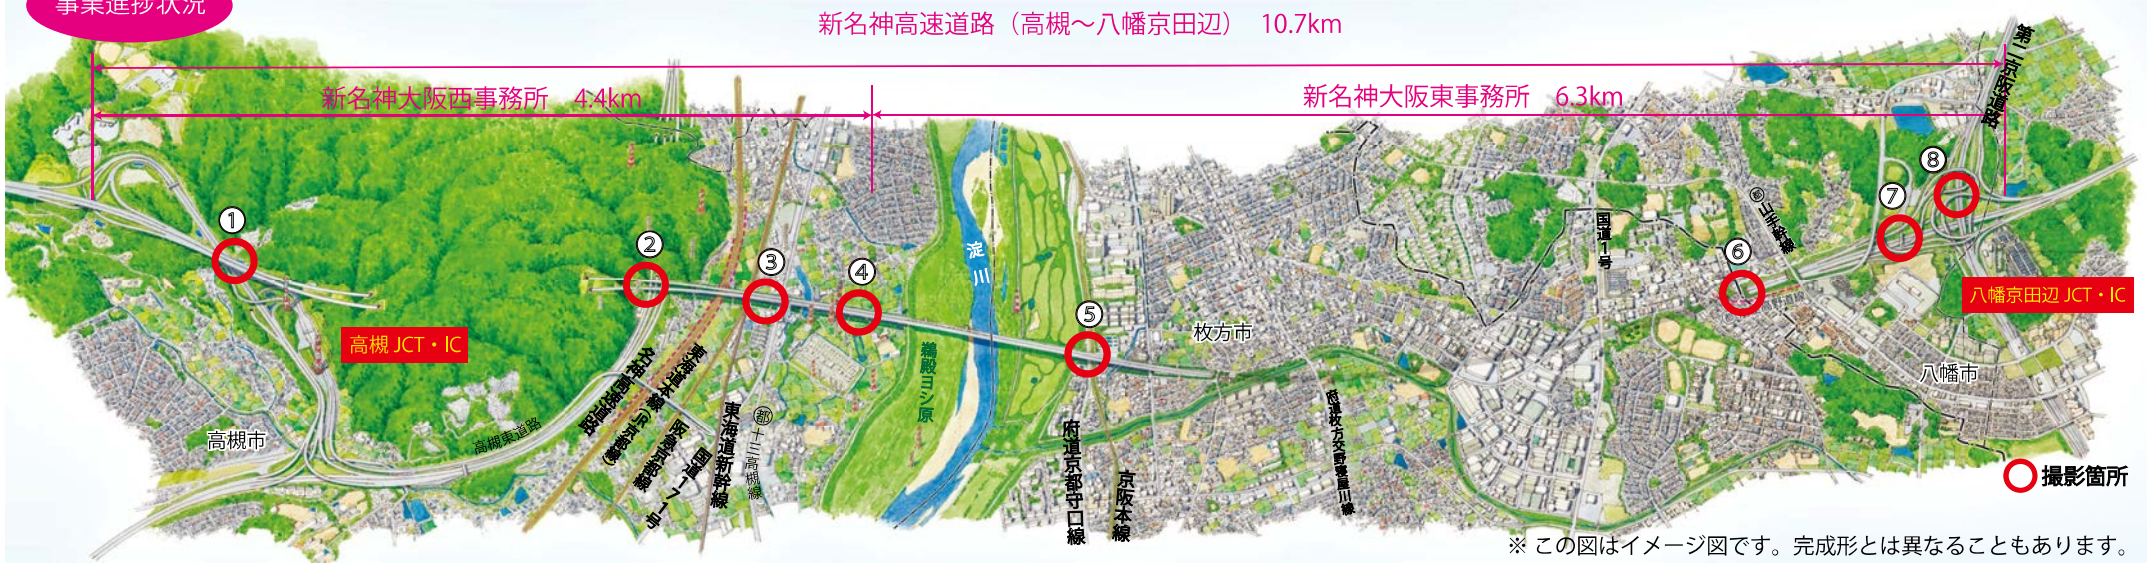 事業進捗状況
新名神高速道路（高槻～八幡京田辺）　10.7km
新名神大阪西事務所　4.4km
新名神大阪東事務所　6.3km
第二京阪道路
①
②
③
④
⑤
⑥
⑦
⑧
高槻 JCT・IC
八幡京田辺 JCT・IC
高槻市
高槻東道路
名神高速道路
東海道本線（JR京都線）
阪急京都線
国道171号
東海道新幹線
都 十三高槻線
鵜殿ヨシ原
淀川
府道京都守口線
京阪本線
枚方市
府道枚方交野寝屋川線
国道1号
都 山手幹線
八幡市
撮影箇所
※ この図はイメージ図です。完成形とは異なることもあります。